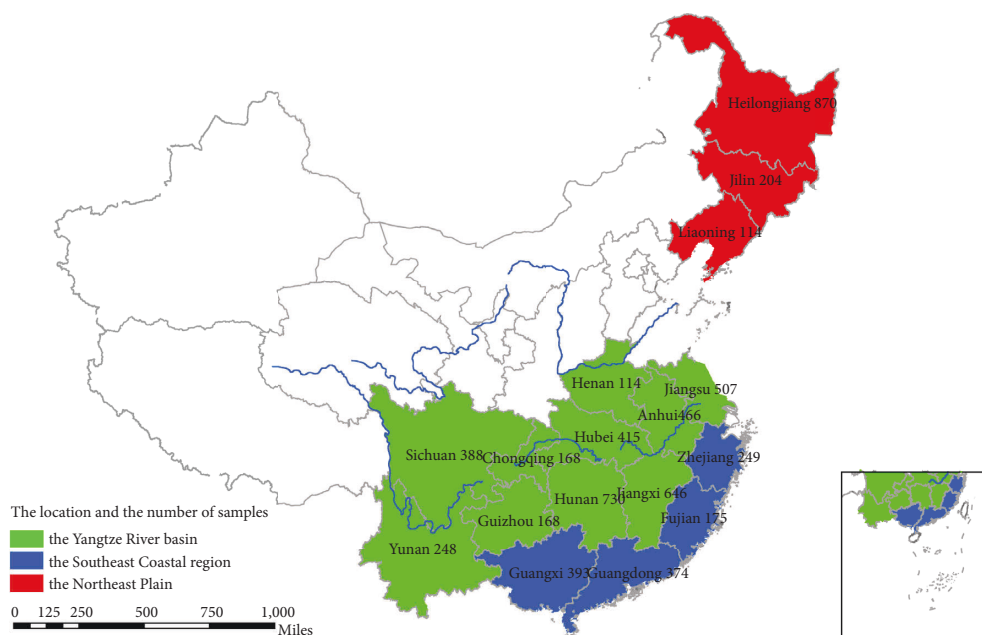 Heilongjiang 870
Jilin 204
Liaoning 114
Henan 114
Jiangsu 507
Anhui466
Hubei 415
Sichuan 388
Chongqing 168
Zhejiang 249
Hunan 730
Jiangxi 646
Guizhou 168
Fujian 175
Yunan 248
Guangxi 393
Guangdong 374
The location and the number of samples
the Yangtze River basin
the Southeast Coastal region
the Northeast Plain
0 125 250 500 750 1,000
Miles